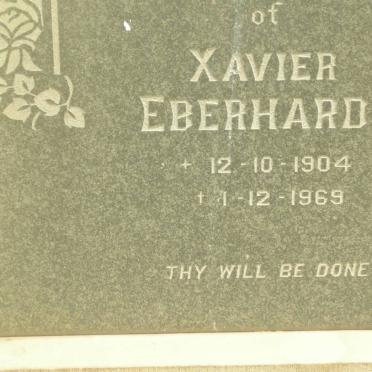 of
XAVIER
EBERHARD
+ 12-10-1904
† 1-12-1969
THY WILL BE DONE